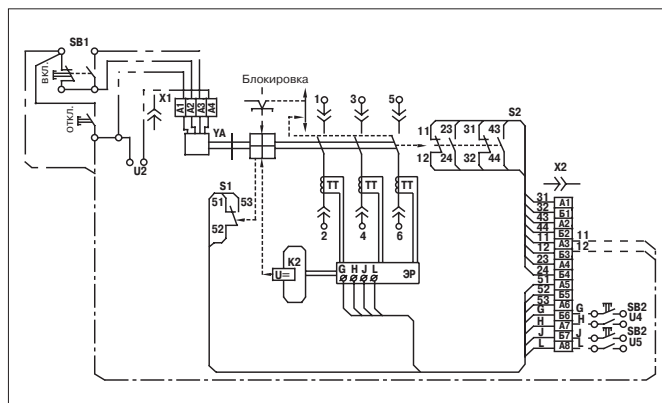 SB1
ВКЛ.
ОТКЛ.
X1
A1
A2
A3
A4
U2
YA
Блокировка
1
3
5
TT
TT
TT
2
4
6
S1
51
53
52
K2
U=
G
H
J
L
ЭР
S2
11
23
31
43
12
24
32
44
X2
31
A1
32
Б1
43
A2
44
Б2
11
A3
11
12
Б3
12
23
A4
24
Б4
51
A5
52
Б5
53
A6
G
Б6
G
SB2
H
A7
H
U4
J
Б7
J
SB2
L
A8
L
U5